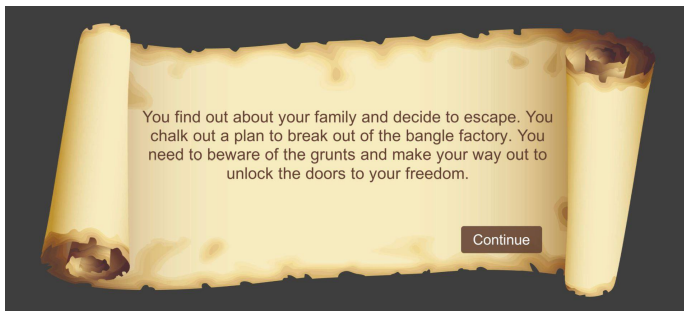 You find out about your family and decide to escape. You
chalk out a plan to break out of the bangle factory. You
need to beware of the grunts and make your way out to
unlock the doors to your freedom.
Continue